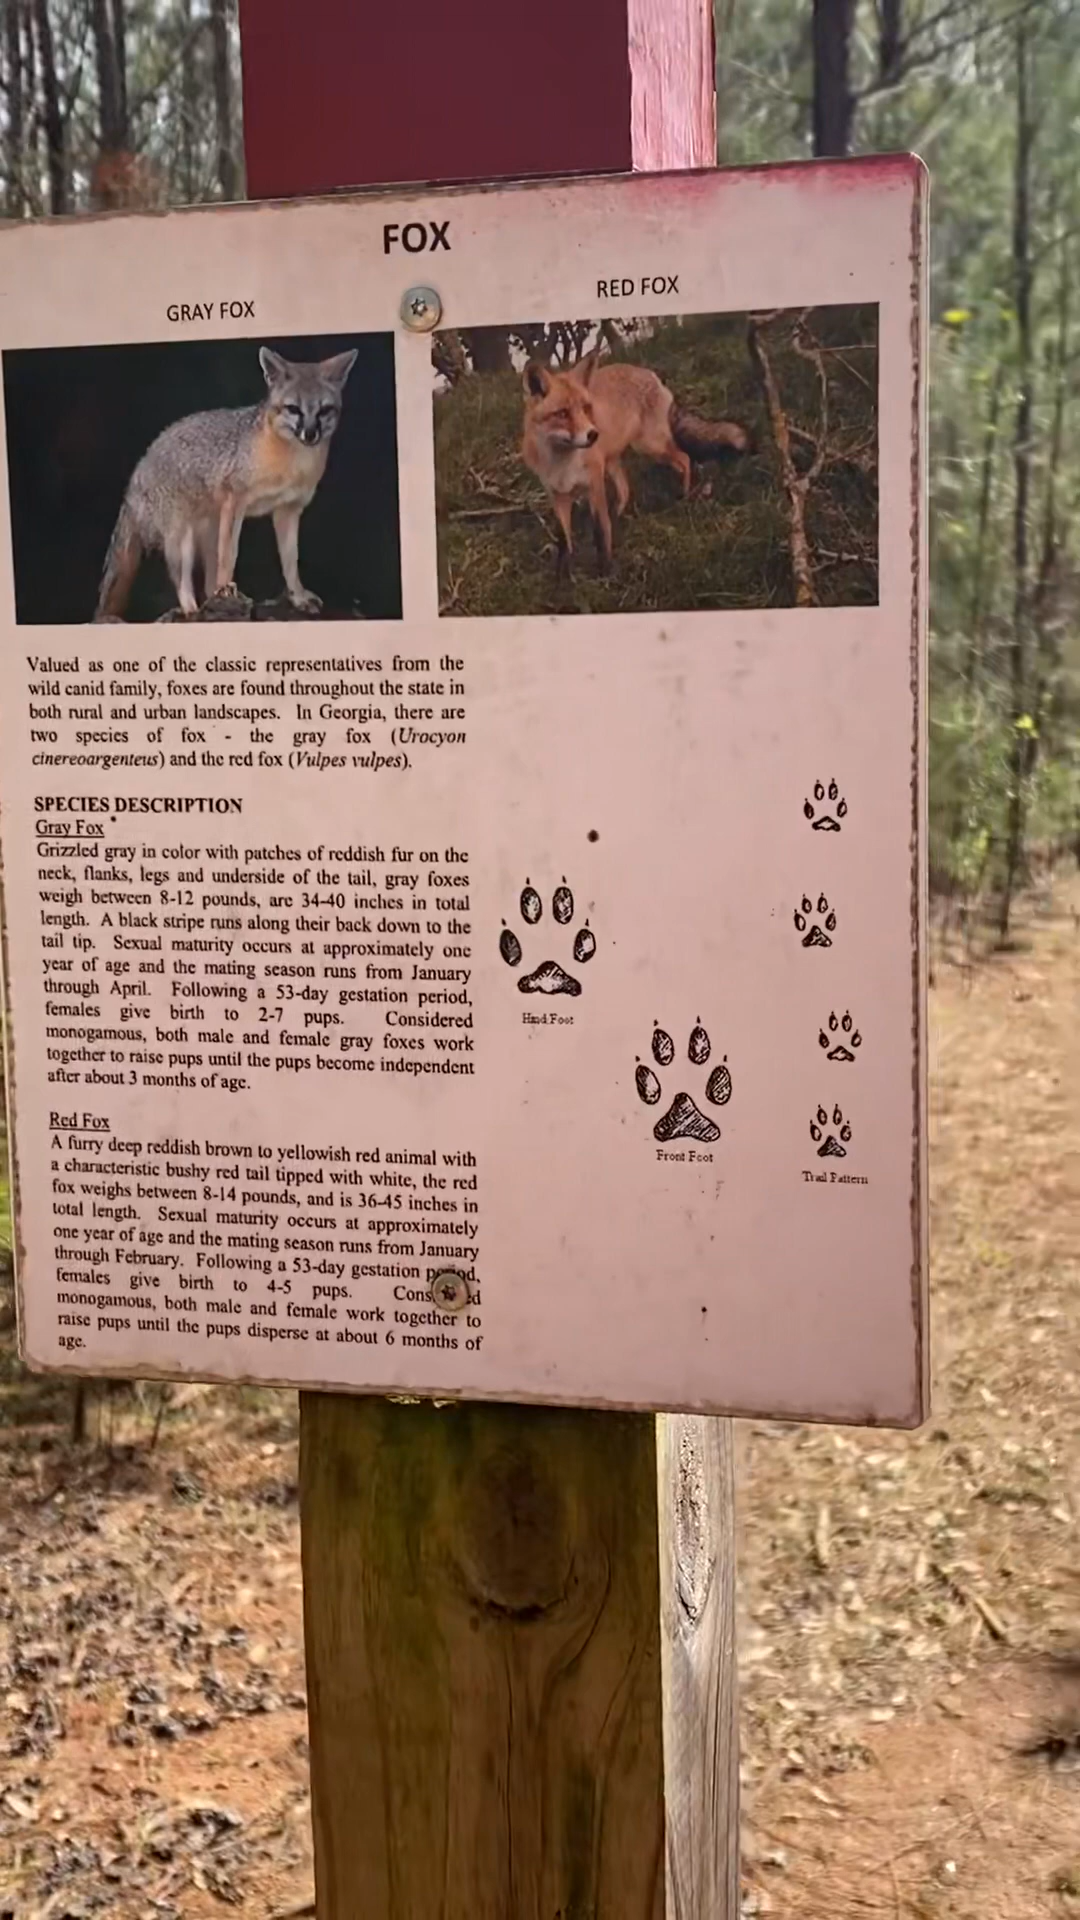 FOX
GRAY FOX
RED FOX
Valued as one of the classic representatives from the
wild canid family, foxes are found throughout the state in
both rural and urban landscapes. In Georgia, there are
two species of fox - the gray fox (Urocyon
cinereoargenteus) and the red fox (Vulpes vulpes).
SPECIES DESCRIPTION
Gray Fox
Grizzled gray in color with patches of reddish fur on the
neck, flanks, legs and underside of the tail, gray foxes
weigh between 8-12 pounds, are 34-40 inches in total
length. A black stripe runs along their back down to the
tail tip. Sexual maturity occurs at approximately one
year of age and the mating season runs from January
through April. Following a 53-day gestation period,
females give birth to 2-7 pups. Considered
monogamous, both male and female gray foxes work
together to raise pups until the pups become independent
after about 3 months of age.
Red Fox
A furry deep reddish brown to yellowish red animal with
a characteristic bushy red tail tipped with white, the red
fox weighs between 8-14 pounds, and is 36-45 inches in
total length. Sexual maturity occurs at approximately
one year of age and the mating season runs from January
through February. Following a 53-day gestation period,
females give birth to 4-5 pups.
monogamous, both male and female work together to
raise pups until the pups disperse at about 6 months of
age.
Hind Foot
Front Foot
Trail Pattern